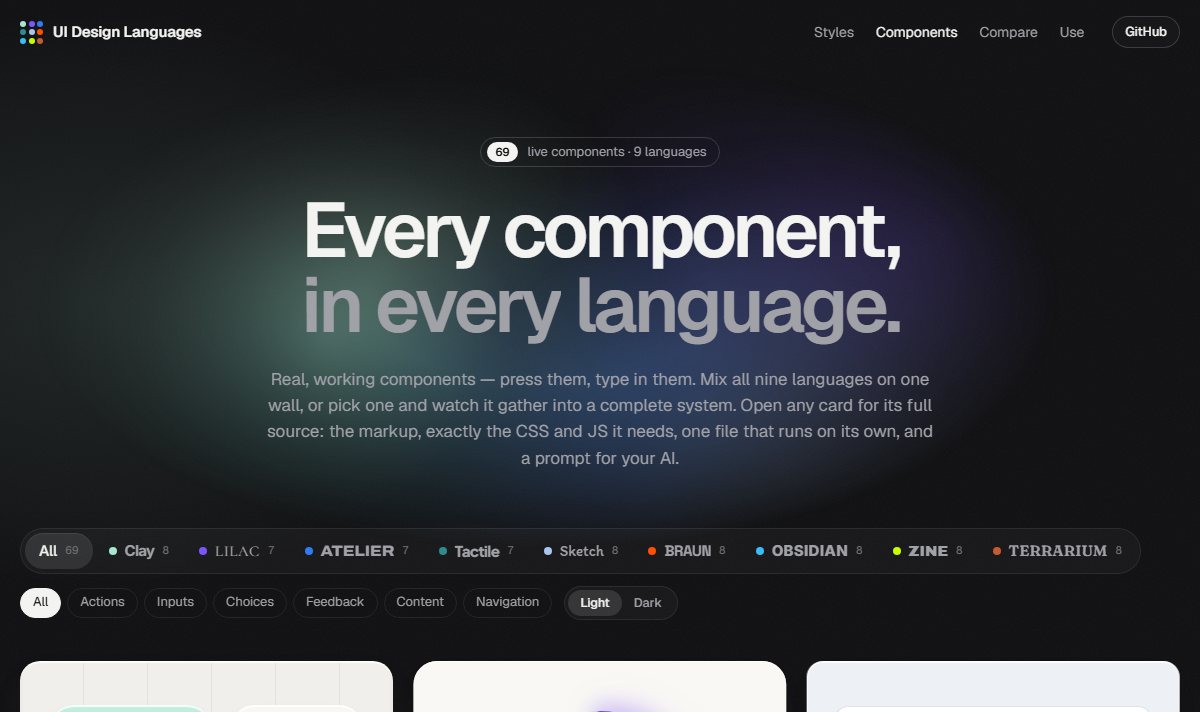 UI Design Languages
Styles Components Compare Use GitHub
69 live components · 9 languages
Every component,
in every language.
Real, working components — press them, type in them. Mix all nine languages on one
wall, or pick one and watch it gather into a complete system. Open any card for its full
source: the markup, exactly the CSS and JS it needs, one file that runs on its own, and
a prompt for your AI.
All 69 Clay 8 LILAC 7 ATELIER 7 Tactile 7 Sketch 8 BRAUN 8 OBSIDIAN 8 ZINE 8 TERRARIUM 8
All Actions Inputs Choices Feedback Content Navigation Light Dark